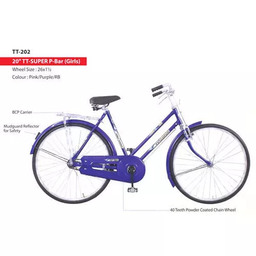 TT-202
20" TT-SUPER P-Bar (Girls)
Wheel Size : 26x1½
Colour : Pink/Purple/RB
BCP Carrier
Mudguard Reflector
for Safety
40 Teeth Powder Coated Chain Wheel